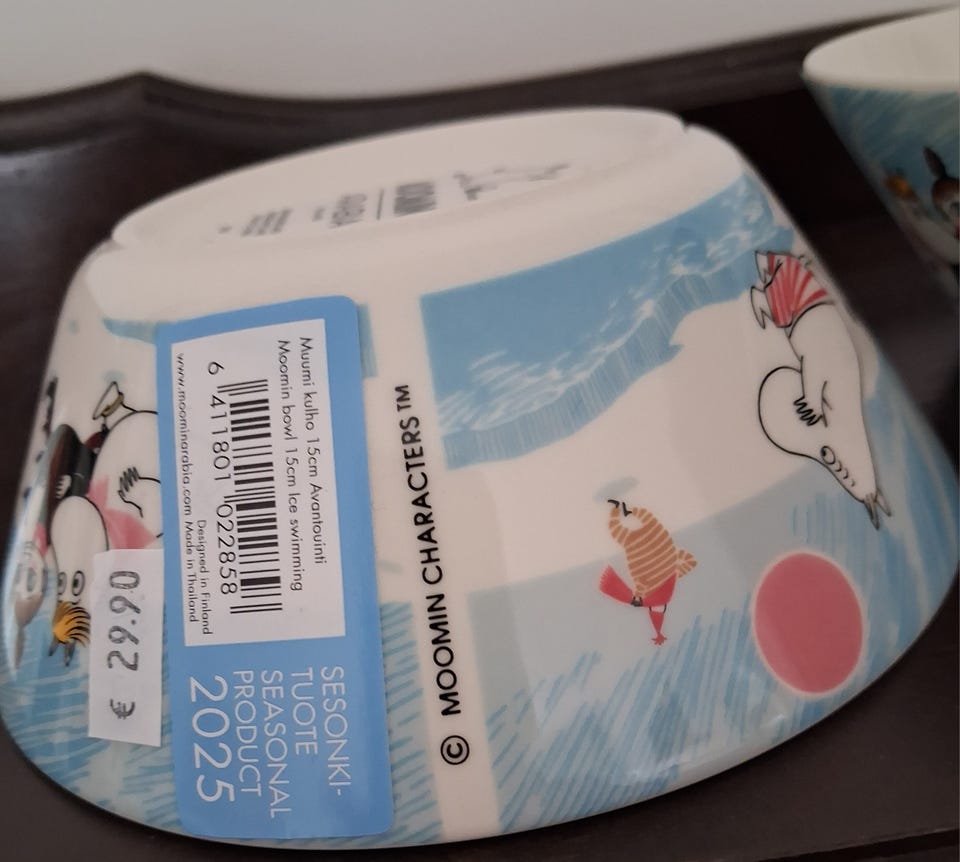 Muumi kulho 15cm Avantouinti
Moomin bowl 15cm Ice swimming
6 411801 022858
Designed in Finland
www.moominarabia.com Made in Thailand
SESONKI-
TUOTE
SEASONAL
PRODUCT
2025
€ 29.90
© MOOMIN CHARACTERS™